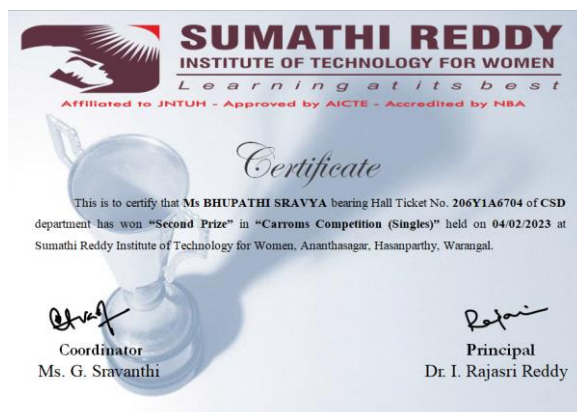 SUMATHI REDDY
INSTITUTE OF TECHNOLOGY FOR WOMEN
Learning at its best
Affiliated to JNTUH - Approved by AICTE - Accredited by NBA
Certificate
This is to certify that Ms BHUPATHI SRAVYA bearing Hall Ticket No. 206Y1A6704 of CSD
department has won “Second Prize” in “Carroms Competition (Singles)” held on 04/02/2023 at
Sumathi Reddy Institute of Technology for Women, Ananthasagar, Hasanparthy, Warangal.
Coordinator
Ms. G. Sravanthi
Principal
Dr. I. Rajasri Reddy